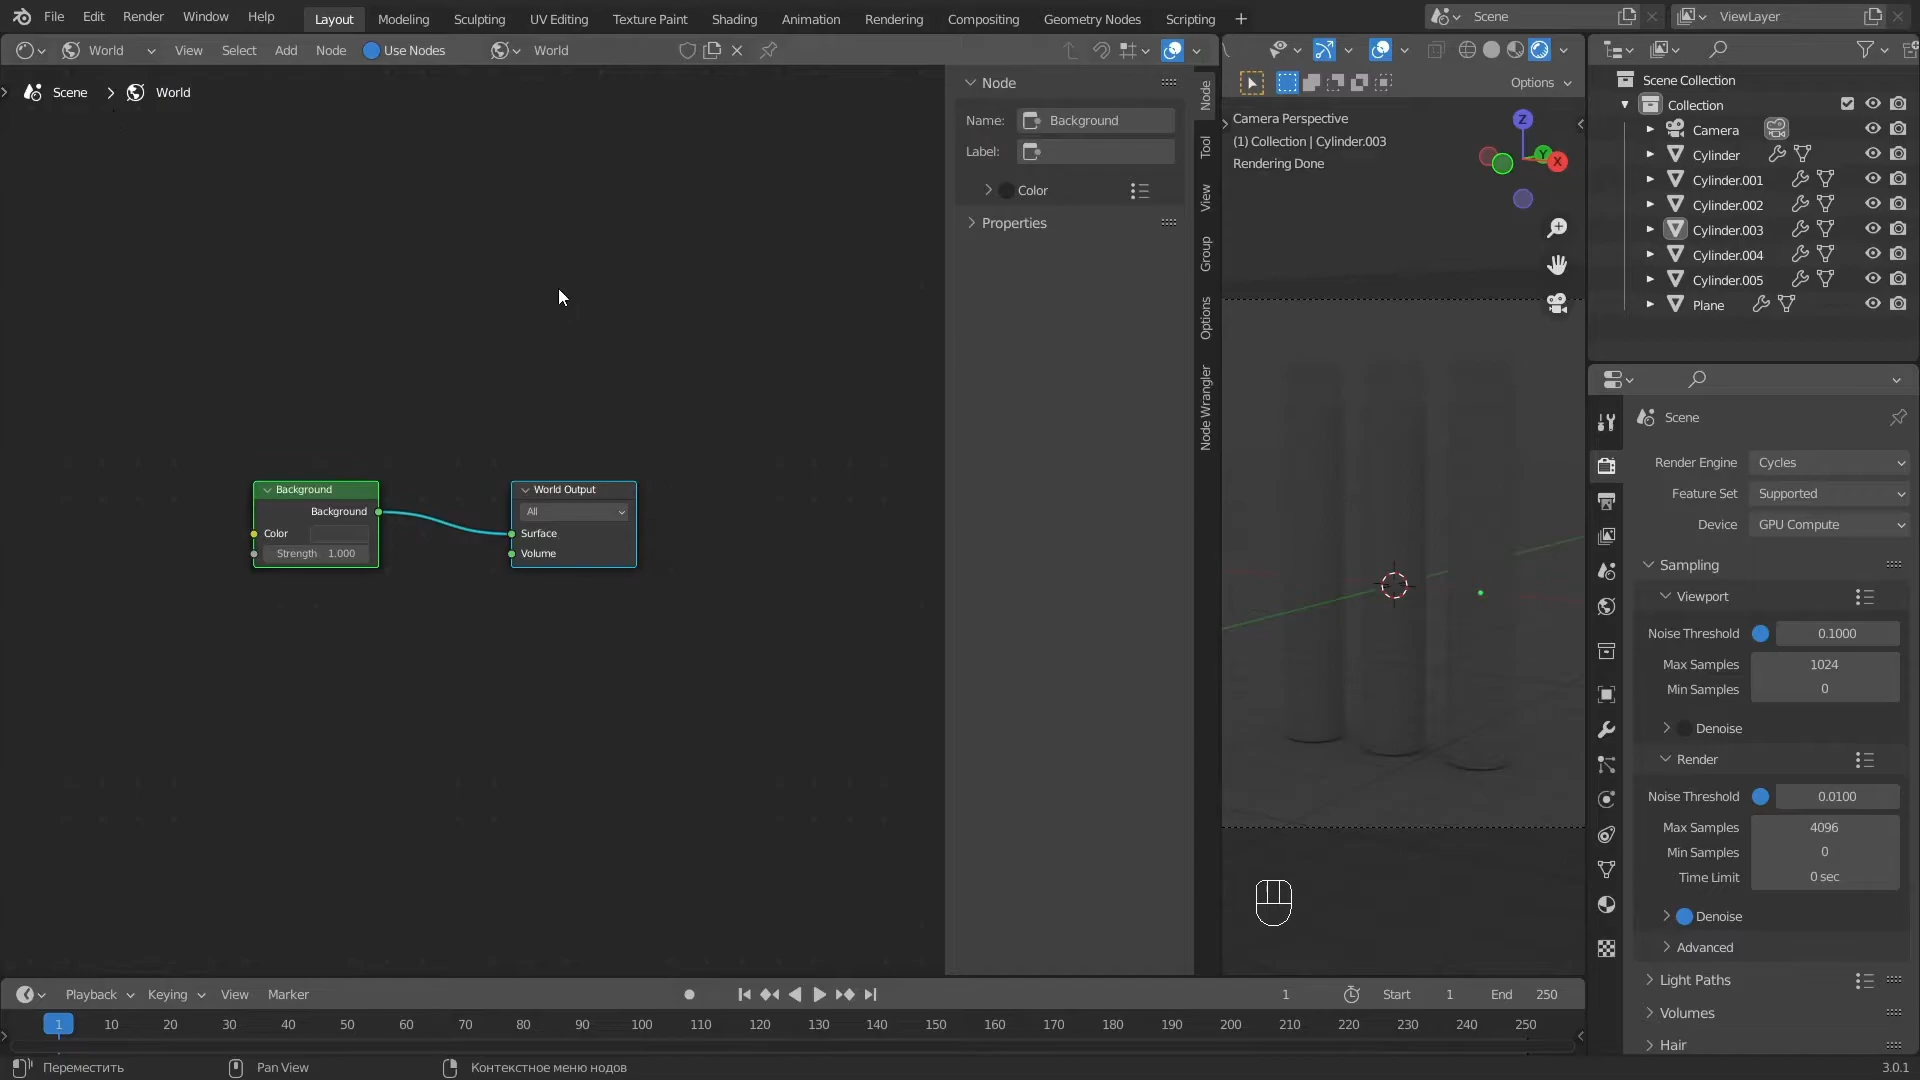 File Edit Render Window Help Layout Modeling Sculpting UV Editing Texture Paint Shading Animation Rendering Compositing Geometry Nodes Scripting + Scene ViewLayer
World View Select Add Node Use Nodes World
Options
Scene World
Node
Name: Background
Label:
Color
Properties
Node
Tool
View
Group
Options
Node Wrangler
Background
Background
Color
Strength 1.000
World Output
All
Surface
Volume
Camera Perspective
(1) Collection | Cylinder.003
Rendering Done
Z
Y
X
Scene Collection
Collection
Camera
Cylinder
Cylinder.001
Cylinder.002
Cylinder.003
Cylinder.004
Cylinder.005
Plane
Scene
Render Engine Cycles
Feature Set Supported
Device GPU Compute
Sampling
Viewport
Noise Threshold 0.1000
Max Samples 1024
Min Samples 0
Denoise
Render
Noise Threshold 0.0100
Max Samples 4096
Min Samples 0
Time Limit 0 sec
Denoise
Advanced
Light Paths
Volumes
Hair
Playback Keying View Marker 1 Start 1 End 250
1 10 20 30 40 50 60 70 80 90 100 110 120 130 140 150 160 170 180 190 200 210 220 230 240 250
Переместить Pan View Контекстное меню нодов 3.0.1